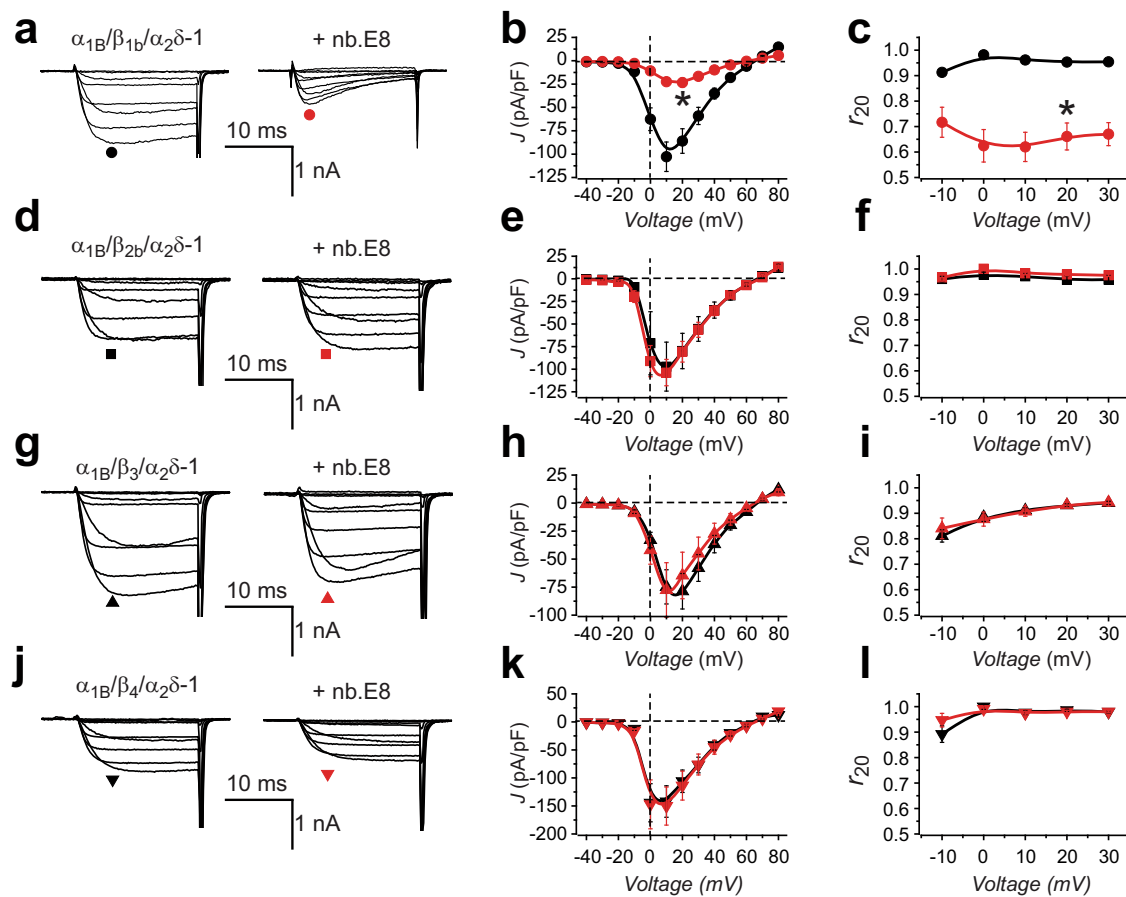 a
α1B/β1b/α2δ-1
+ nb.E8
10 ms
1 nA
b
25
0
-25
-50
-75
-100
-125
J (pA/pF)
*
-40 -20 0 20 40 60 80
Voltage (mV)
c
1.0
0.9
0.8
0.7
0.6
0.5
r20
*
-10 0 10 20 30
Voltage (mV)
d
α1B/β2b/α2δ-1
+ nb.E8
10 ms
1 nA
e
25
0
-25
-50
-75
-100
-125
J (pA/pF)
-40 -20 0 20 40 60 80
Voltage (mV)
f
1.0
0.9
0.8
0.7
0.6
0.5
r20
-10 0 10 20 30
Voltage (mV)
g
α1B/β3/α2δ-1
+ nb.E8
10 ms
1 nA
h
25
0
-25
-50
-75
-100
J (pA/pF)
-40 -20 0 20 40 60 80
Voltage (mV)
i
1.0
0.9
0.8
0.7
0.6
0.5
r20
-10 0 10 20 30
Voltage (mV)
j
α1B/β4/α2δ-1
+ nb.E8
10 ms
1 nA
k
50
0
-50
-100
-150
-200
J (pA/pF)
-40 -20 0 20 40 60 80
Voltage (mV)
l
1.0
0.9
0.8
0.7
0.6
0.5
r20
-10 0 10 20 30
Voltage (mV)